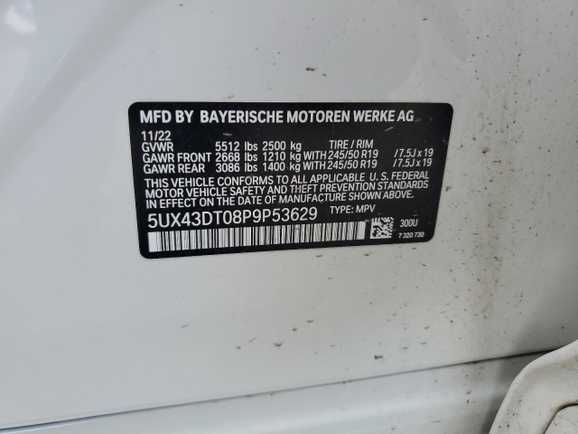 MFD BY BAYERISCHE MOTOREN WERKE AG
11/22
GVWR 5512 lbs 2500 kg TIRE / RIM
GAWR FRONT 2668 lbs 1210 kg WITH 245/50 R19 / 7.5J x 19
GAWR REAR 3086 lbs 1400 kg WITH 245/50 R19 / 7.5J x 19
THIS VEHICLE CONFORMS TO ALL APPLICABLE U. S. FEDERAL
MOTOR VEHICLE SAFETY AND THEFT PREVENTION STANDARDS IN
EFFECT ON THE DATE OF MANUFACTURE SHOWN ABOVE.
5UX43DT08P9P53629 TYPE: MPV
300U
7 320 730